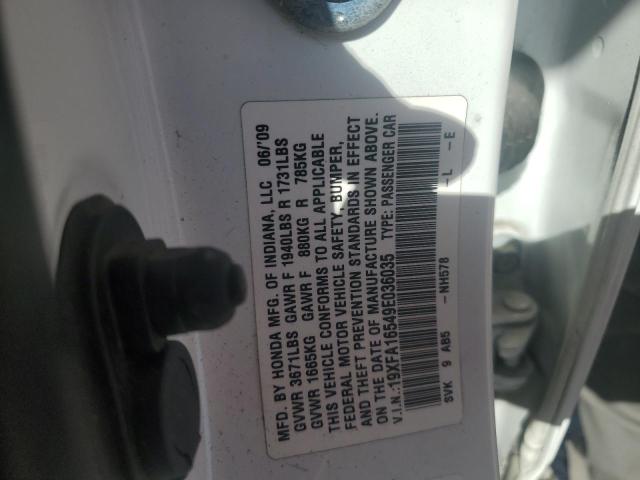 MFD. BY HONDA MFG. OF INDIANA, LLC 06/'09
GVWR 3671LBS GAWR F 1940LBS R 1731LBS
GVWR 1665KG GAWR F 880KG R 785KG
THIS VEHICLE CONFORMS TO ALL APPLICABLE
FEDERAL MOTOR VEHICLE SAFETY, BUMPER,
AND THEFT PREVENTION STANDARDS IN EFFECT
ON THE DATE OF MANUFACTURE SHOWN ABOVE.
V.I.N.:19XFA16549E036035 TYPE: PASSENGER CAR
SVK 9 AB5 -NH578 -L -E